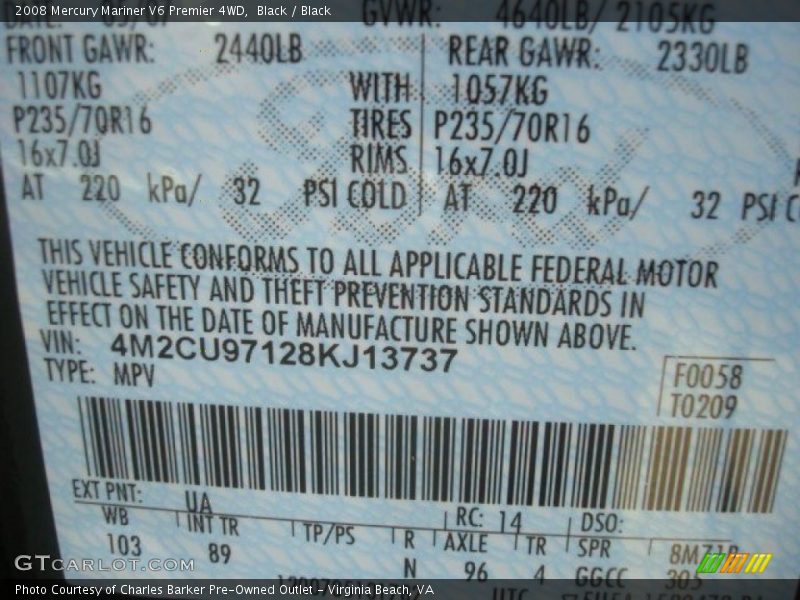 2008 Mercury Mariner V6 Premier 4WD,  Black / Black
DATE: 05/07 GVWR: 4640LB/ 2105KG
FRONT GAWR: 2440LB REAR GAWR: 2330LB
1107KG WITH 1057KG
P235/70R16 TIRES P235/70R16
16x7.0J RIMS 16x7.0J
AT 220 kPa/ 32 PSI COLD AT 220 kPa/ 32 PSI C
THIS VEHICLE CONFORMS TO ALL APPLICABLE FEDERAL MOTOR
VEHICLE SAFETY AND THEFT PREVENTION STANDARDS IN
EFFECT ON THE DATE OF MANUFACTURE SHOWN ABOVE.
VIN: 4M2CU97128KJ13737
TYPE: MPV
F0058
T0209
EXT PNT: UA RC: 14 DSO:
WB INT TR TP/PS R AXLE TR SPR
103 89 N 96 4 GGCC 305
GTCARLOT.COM
Photo Courtesy of Charles Barker Pre-Owned Outlet – Virginia Beach, VA